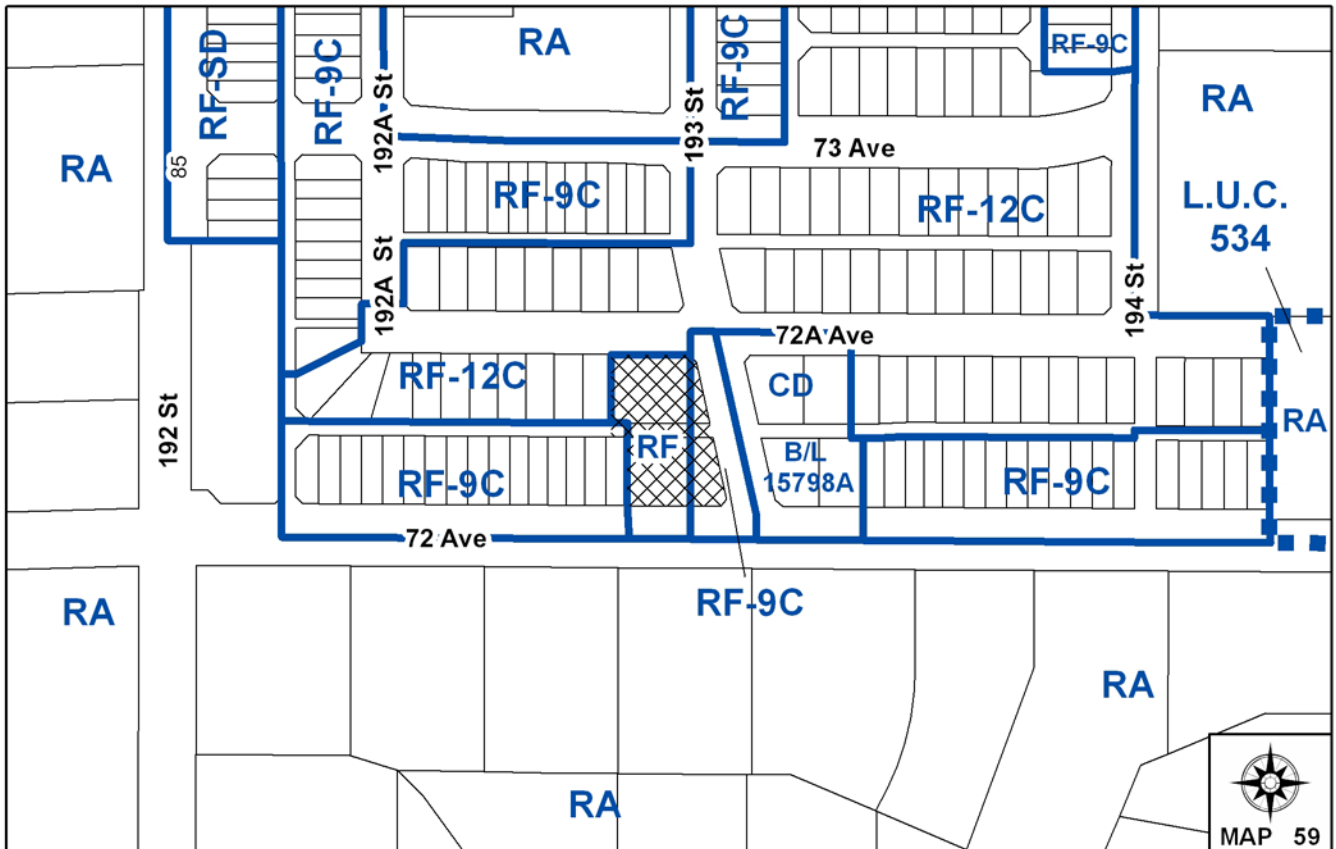 RF-SD
RF-9C
192A St
RA
193 St
RF-9C
RF-9C
RA
RA
85
73 Ave
RF-9C
RF-12C
L.U.C.
534
192A St
194 St
72A Ave
RF-12C
CD
RA
192 St
RF
B/L
15798A
RF-9C
RF-9C
72 Ave
RA
RF-9C
RA
RA
MAP 59